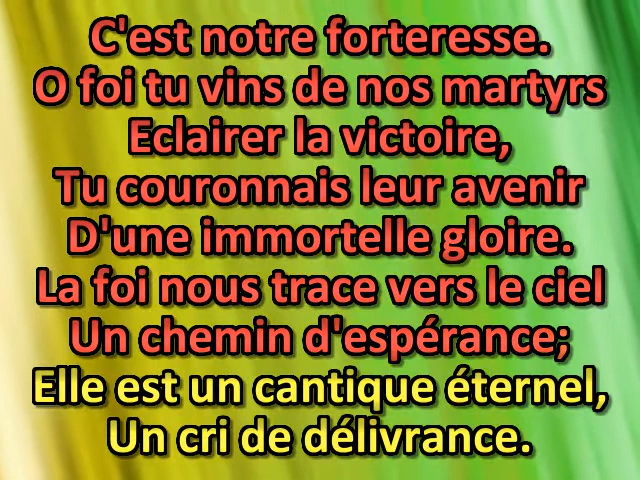 C'est notre forteresse.
O foi tu vins de nos martyrs
Eclairer la victoire,
Tu couronnais leur avenir
D'une immortelle gloire.
La foi nous trace vers le ciel
Un chemin d'espérance;
Elle est un cantique éternel,
Un cri de délivrance.